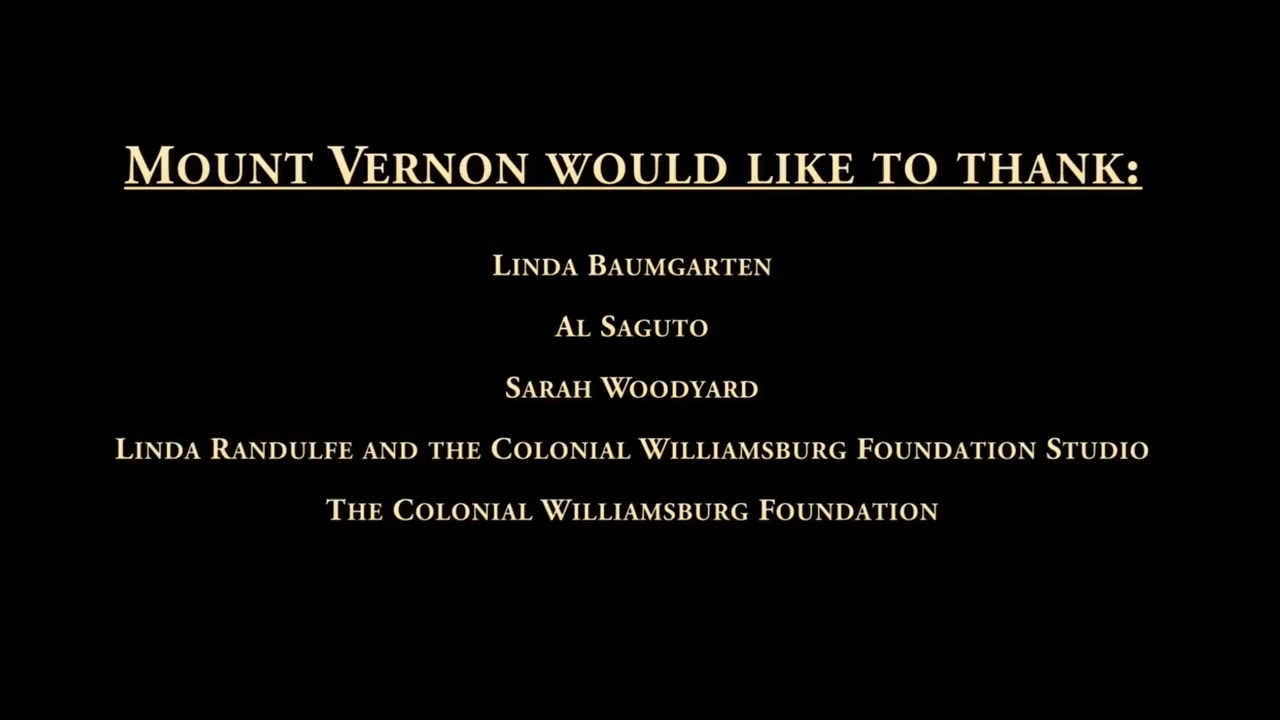 Mount Vernon would like to thank:
Linda Baumgarten
Al Saguto
Sarah Woodyard
Linda Randulfe and the Colonial Williamsburg Foundation Studio
The Colonial Williamsburg Foundation